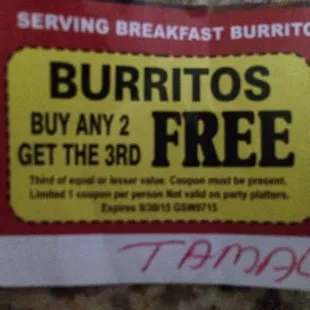 SERVING BREAKFAST BURRITO
BURRITOS
BUY ANY 2
GET THE 3RD
FREE
Third of equal or lesser value. Coupon must be present.
Limited 1 coupon per person Not valid on party platters.
Expires 9/30/15 GSW0715
TAMAL